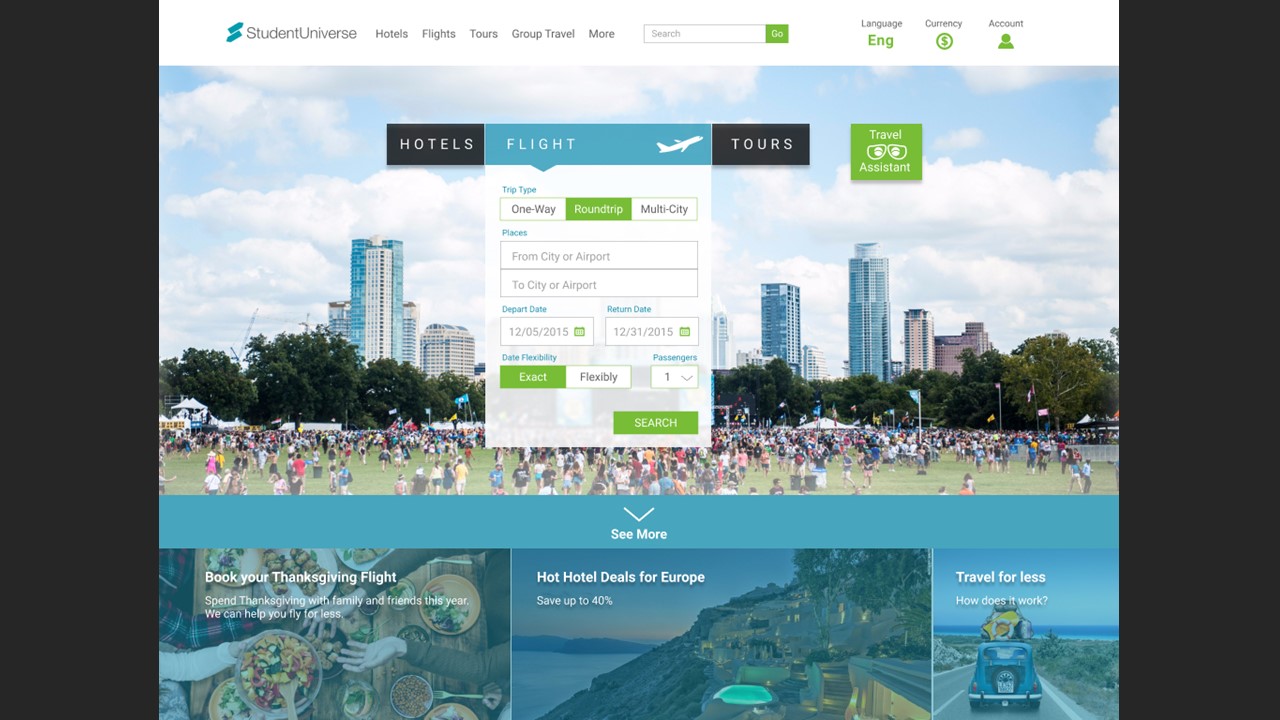 StudentUniverse
Hotels
Flights
Tours
Group Travel
More
Search
Go
Language
Eng
Currency
$
Account
HOTELS
FLIGHT
TOURS
Travel
Assistant
Trip Type
One-Way
Roundtrip
Multi-City
Places
From City or Airport
To City or Airport
Depart Date
Return Date
12/05/2015
12/31/2015
Date Flexibility
Passengers
Exact
Flexibly
1
SEARCH
See More
Book your Thanksgiving Flight
Spend Thanksgiving with family and friends this year.
We can help you fly for less.
Hot Hotel Deals for Europe
Save up to 40%
Travel for less
How does it work?